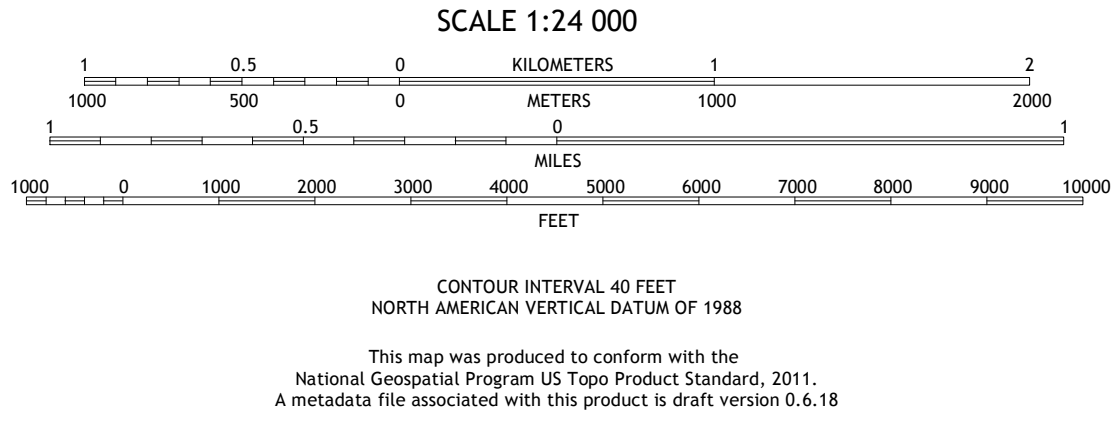 SCALE 1:24 000
1 0.5 0 KILOMETERS 1 2
1000 500 0 METERS 1000 2000
1 0.5 0 1
MILES
1000 0 1000 2000 3000 4000 5000 6000 7000 8000 9000 10000
FEET
CONTOUR INTERVAL 40 FEET
NORTH AMERICAN VERTICAL DATUM OF 1988
This map was produced to conform with the
National Geospatial Program US Topo Product Standard, 2011.
A metadata file associated with this product is draft version 0.6.18